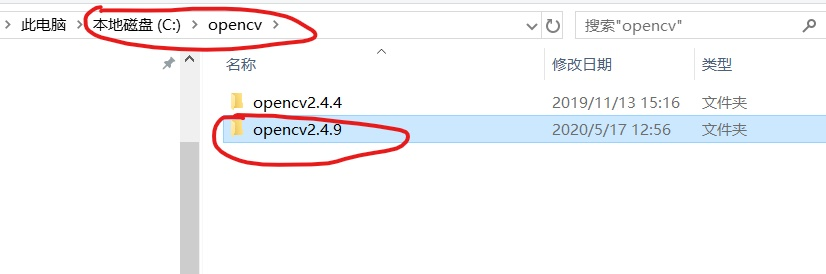 此电脑 > 本地磁盘 (C:) > opencv >
搜索"opencv"
名称 修改日期 类型
opencv2.4.4 2019/11/13 15:16 文件夹
opencv2.4.9 2020/5/17 12:56 文件夹